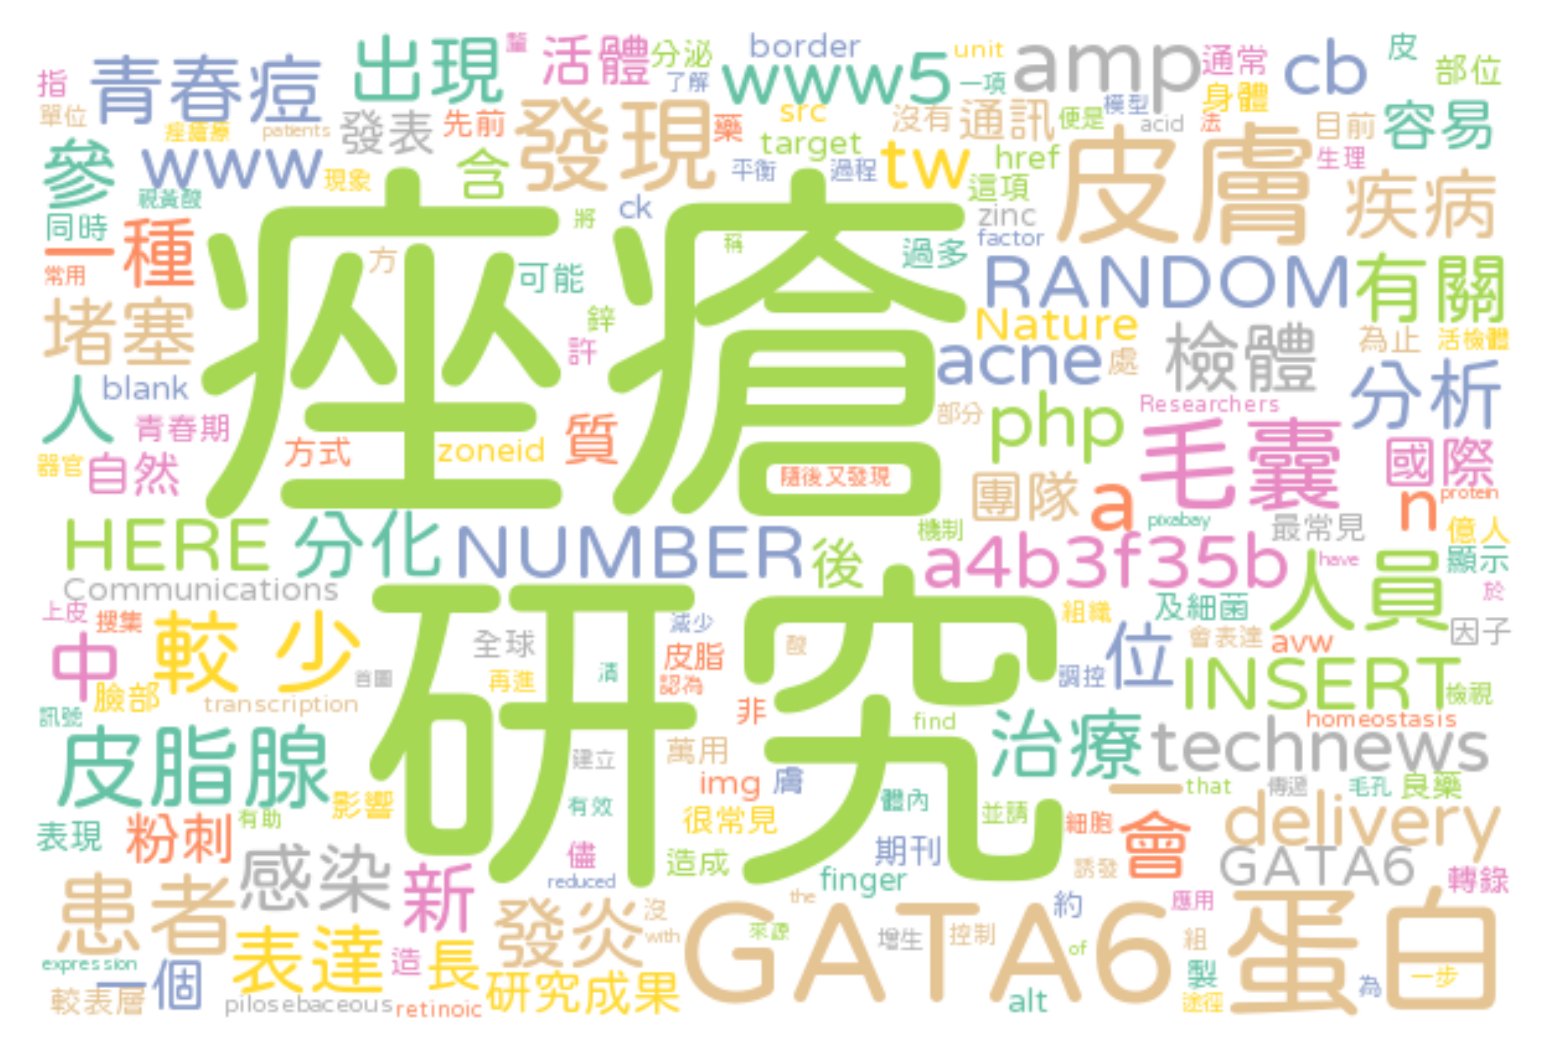 指
青春痘
出現
活體
分泌
了解
border
www5
unit
一項
amp
通常
cb
皮
部位
單位
痤瘡療
patients
發表
先前
發現
藥
src
target
沒有
通訊
模型
便是
acid
身體
法
目前
容易
參
www
現象
含
平衡
過程
tw
href
這項
皮膚
生理
疾病
視黃酸
同時
一種
常用
痤瘡
將
ck
稱
過多
zinc
factor
方
可能
鋅
許
RANDOM
有關
堵塞
Nature
acne
處
檢體
為止
活檢體
人
blank
青春期
方式
zoneid
質
隨後又發現
部分
php
Researchers
毛囊
分析
國際
器官
自然
團隊
a
n
protein
pixabay
最常見
億人
HERE
分化
NUMBER
後
機制
a4b3f35b
have
人員
顯示
於
Communications
上皮
搜集
較少
中
臉部
首圖
transcription
訊號
研究
全球
再進
清
減少
皮脂
認為
酸
非
組織
及細菌
會表達
avw
因子
位
調控
INSERT
檢視
homeostasis
皮脂腺
影響
建立
有效
萬用
img
膚
find
治療
technews
一
that
傳遞
毛孔
良藥
表現
粉刺
有助
很常見
體內
並請
細胞
會
delivery
感染
新
儘
reduced
造成
期刊
finger
誘發
GATA6
轉錄
患者
表達
造
長
發炎
沒
with
the
來源
增生
控制
約
of
應用
組
蛋白
expression
一個
較表層
pilosebaceous
retinoic
研究成果
GATA6
alt
製
途徑
為
一步